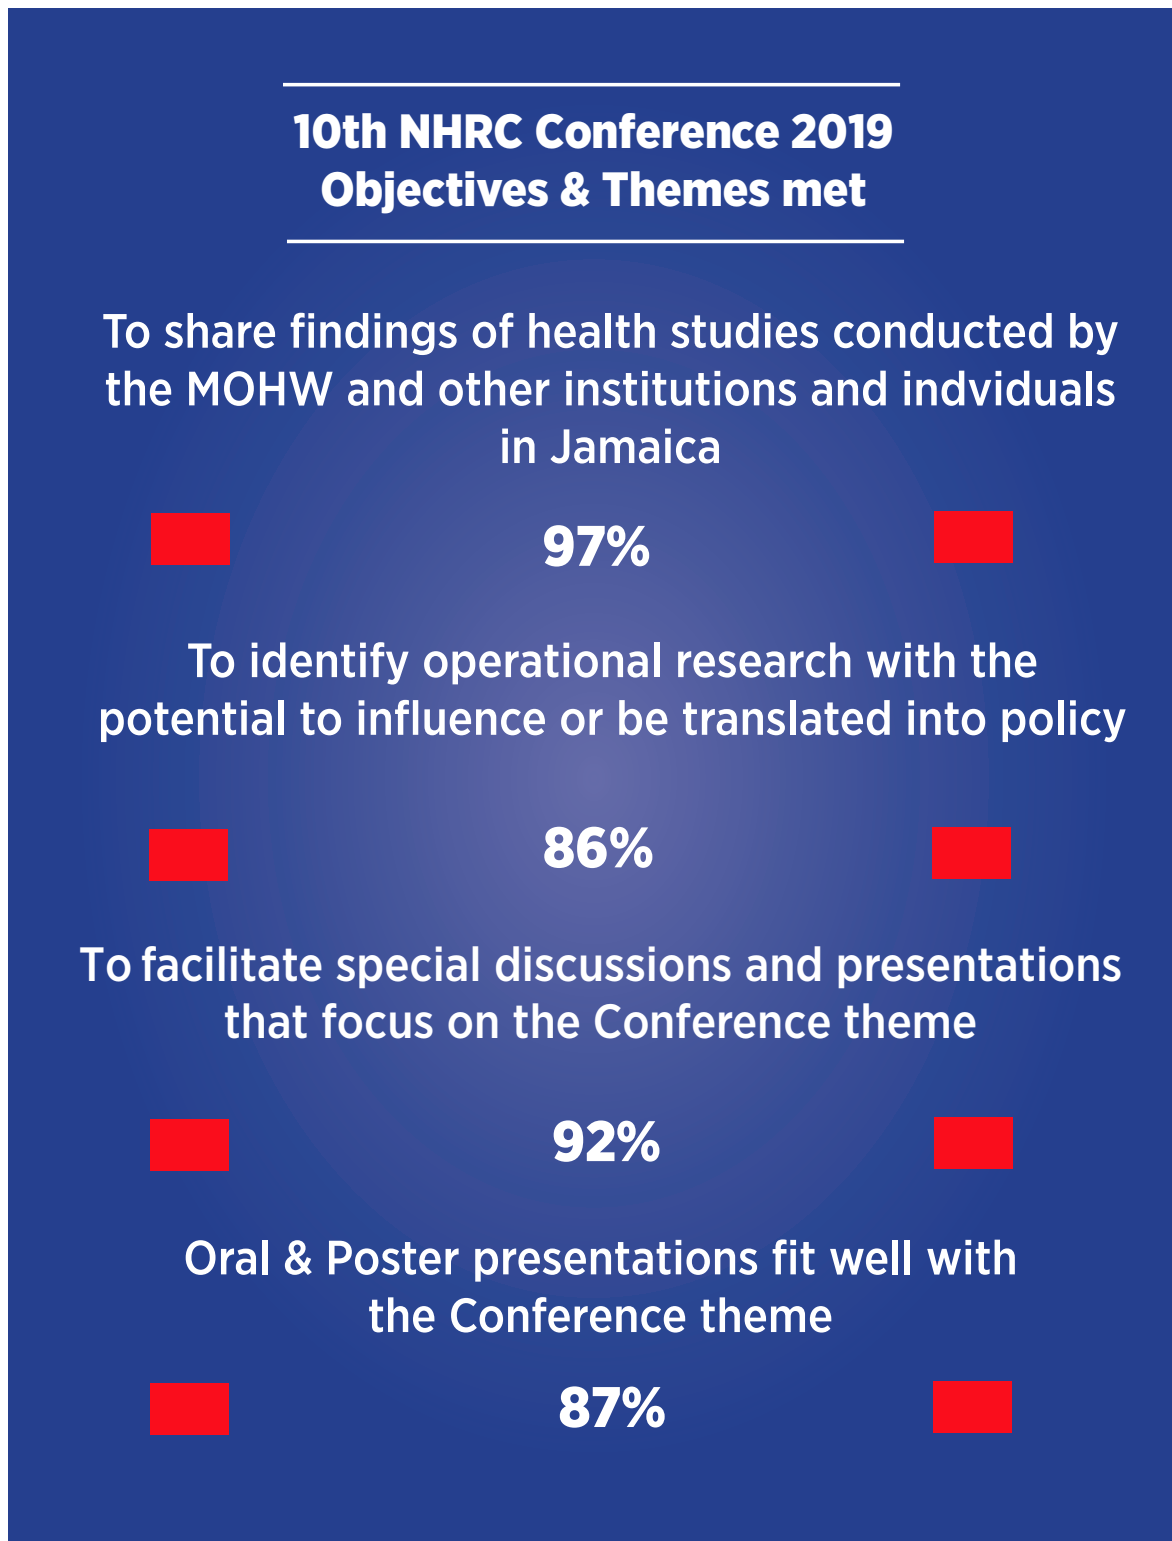 10th NHRC Conference 2019
Objectives & Themes met
To share findings of health studies conducted by
the MOHW and other institutions and indviduals
in Jamaica
97%
To identify operational research with the
potential to influence or be translated into policy
86%
To facilitate special discussions and presentations
that focus on the Conference theme
92%
Oral & Poster presentations fit well with
the Conference theme
87%